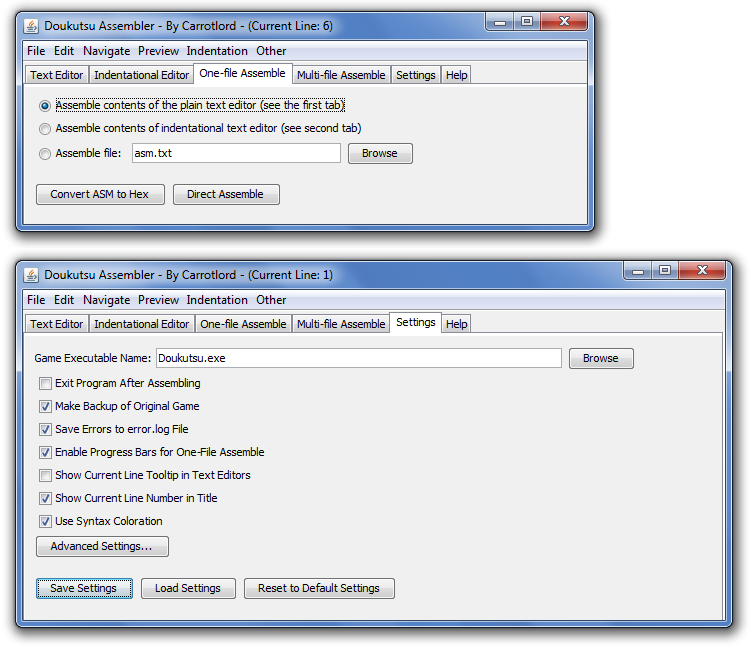 Doukutsu Assembler - By Carrotlord - (Current Line: 6)
File Edit Navigate Preview Indentation Other
Text Editor Indentational Editor One-file Assemble Multi-file Assemble Settings Help
Assemble contents of the plain text editor (see the first tab)
Assemble contents of indentational text editor (see second tab)
Assemble file: asm.txt Browse
Convert ASM to Hex Direct Assemble
Doukutsu Assembler - By Carrotlord - (Current Line: 1)
File Edit Navigate Preview Indentation Other
Text Editor Indentational Editor One-file Assemble Multi-file Assemble Settings Help
Game Executable Name: Doukutsu.exe Browse
Exit Program After Assembling
Make Backup of Original Game
Save Errors to error.log File
Enable Progress Bars for One-File Assemble
Show Current Line Tooltip in Text Editors
Show Current Line Number in Title
Use Syntax Coloration
Advanced Settings...
Save Settings Load Settings Reset to Default Settings